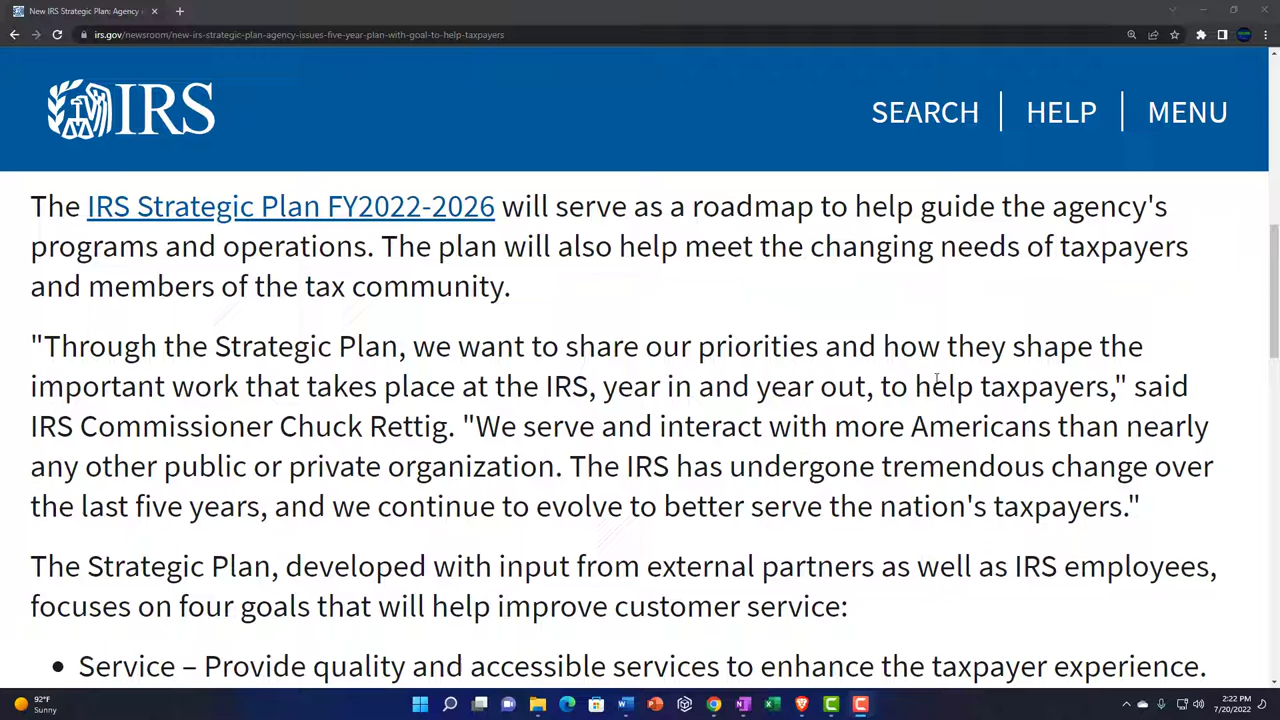 New IRS Strategic Plan: Agency
irs.gov/newsroom/new-irs-strategic-plan-agency-issues-five-year-plan-with-goal-to-help-taxpayers
IRS
SEARCH | HELP | MENU
The IRS Strategic Plan FY2022-2026 will serve as a roadmap to help guide the agency's
programs and operations. The plan will also help meet the changing needs of taxpayers
and members of the tax community.
"Through the Strategic Plan, we want to share our priorities and how they shape the
important work that takes place at the IRS, year in and year out, to help taxpayers," said
IRS Commissioner Chuck Rettig. "We serve and interact with more Americans than nearly
any other public or private organization. The IRS has undergone tremendous change over
the last five years, and we continue to evolve to better serve the nation's taxpayers."
The Strategic Plan, developed with input from external partners as well as IRS employees,
focuses on four goals that will help improve customer service:
• Service – Provide quality and accessible services to enhance the taxpayer experience.
92°F
Sunny
2:22 PM
7/20/2022